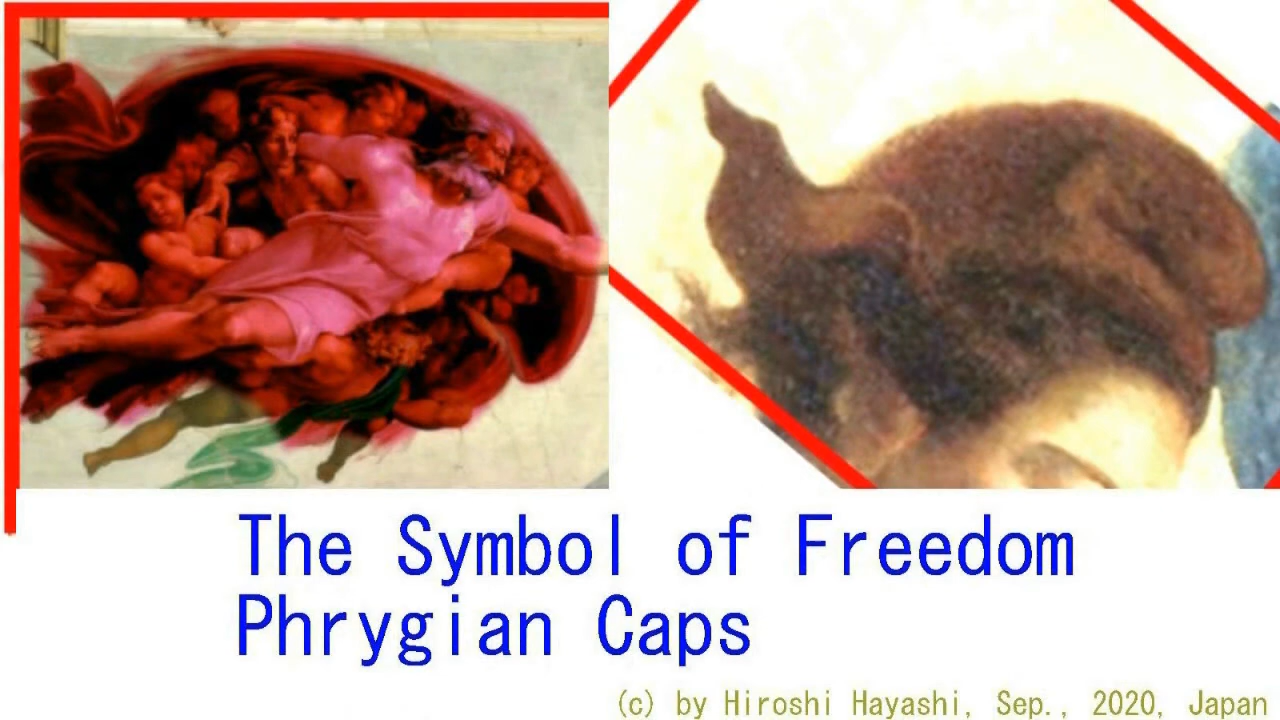 The Symbol of Freedom
Phrygian Caps
(c) by Hiroshi Hayashi, Sep., 2020, Japan